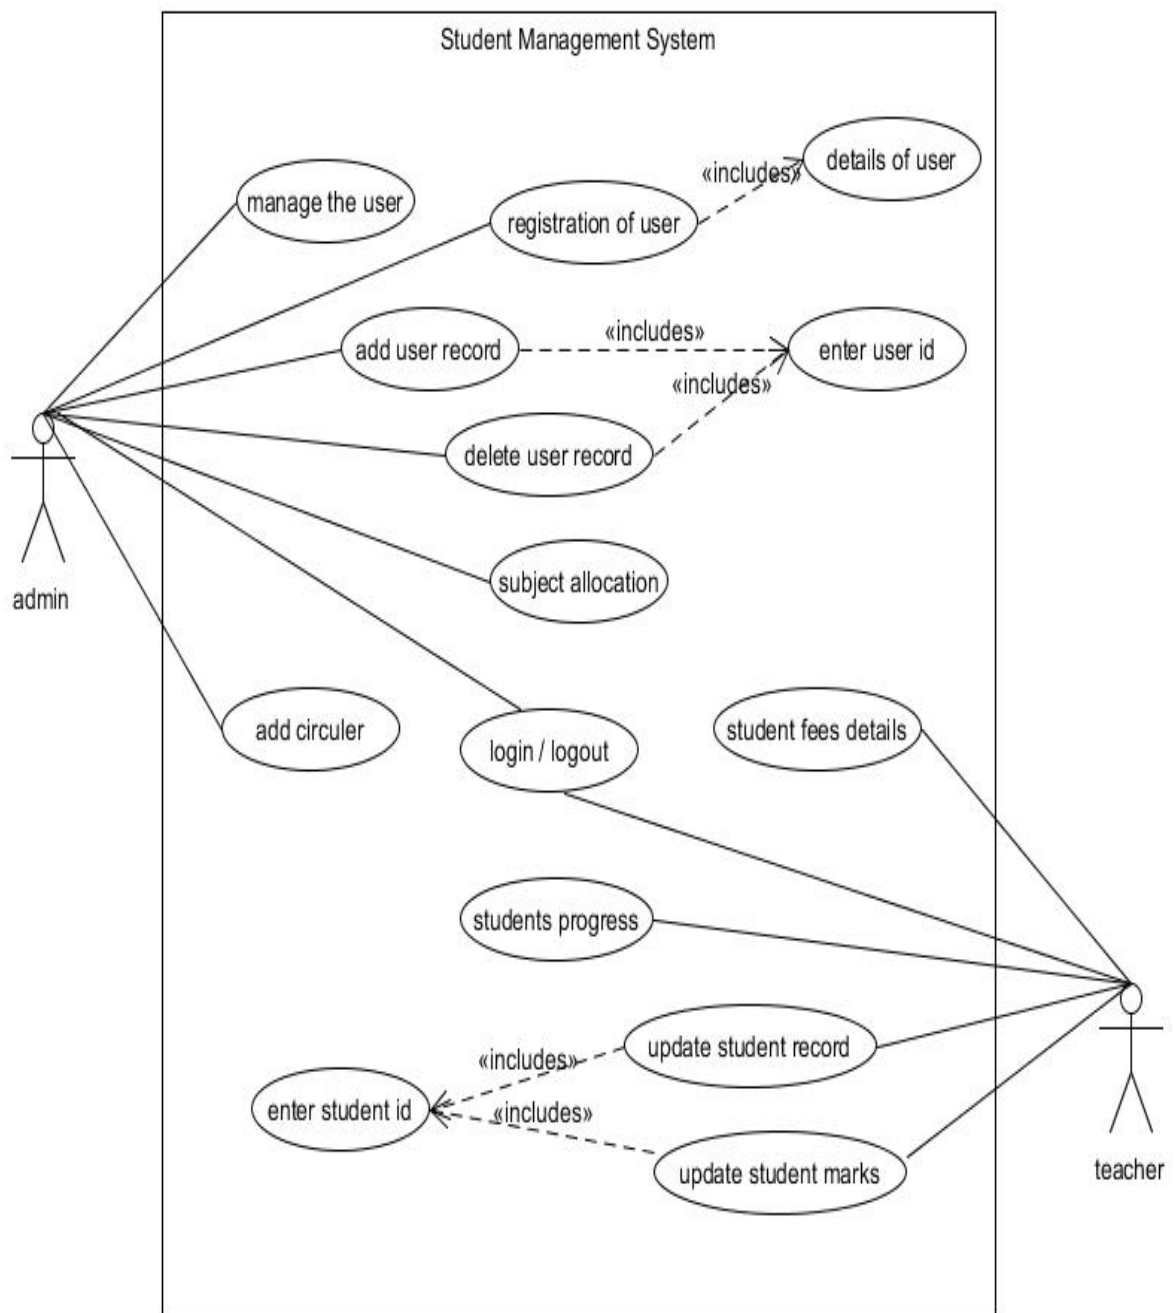 Student Management System
details of user
«includes»
manage the user
registration of user
«includes»
add user record
enter user id
«includes»
delete user record
admin
subject allocation
add circuler
login / logout
student fees details
students progress
update student record
«includes»
enter student id
«includes»
update student marks
teacher